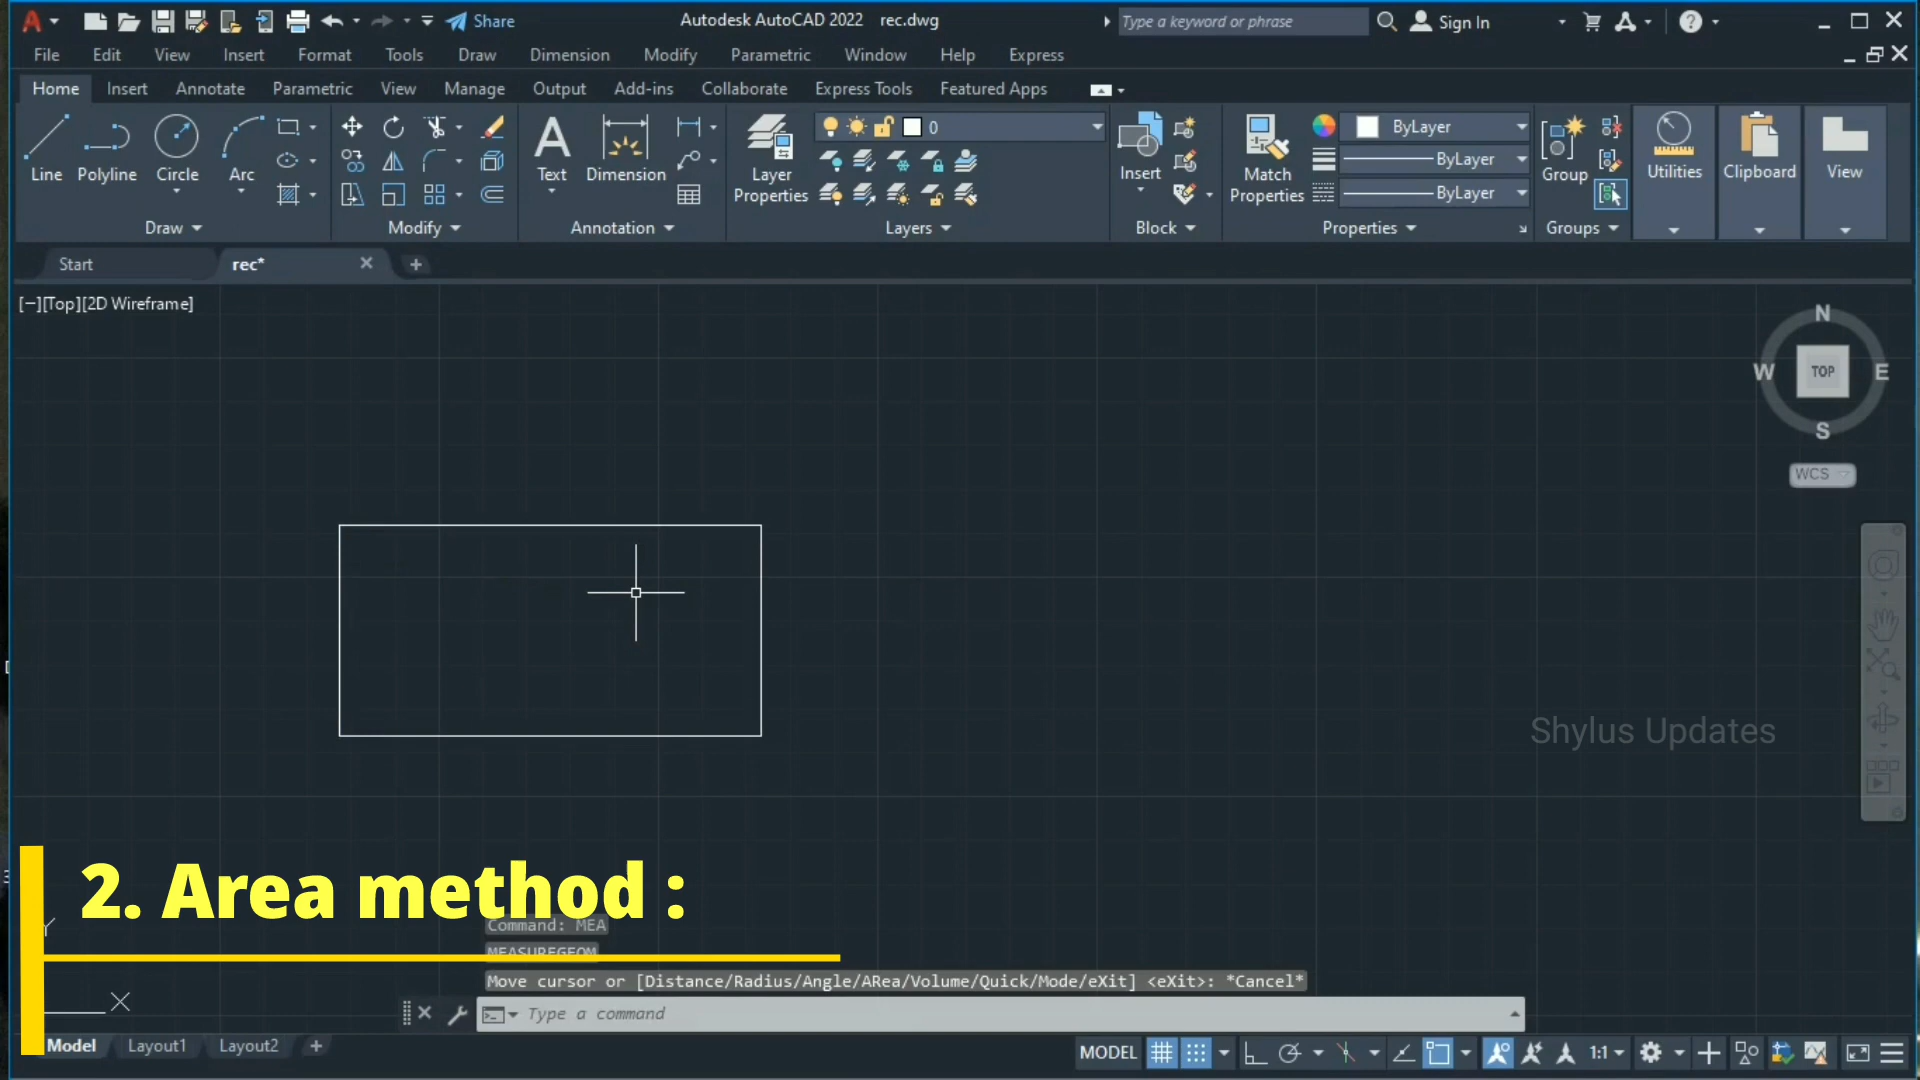 Share
Autodesk AutoCAD 2022 rec.dwg
Type a keyword or phrase
Sign In
File Edit View Insert Format Tools Draw Dimension Modify Parametric Window Help Express
Home Insert Annotate Parametric View Manage Output Add-ins Collaborate Express Tools Featured Apps
0
ByLayer
Line Polyline Circle Arc
Text Dimension
Layer Properties
Insert
Match Properties
ByLayer
ByLayer
Group
Utilities
Clipboard
View
Draw Modify Annotation Layers Block Properties Groups
Start rec*
[−][Top][2D Wireframe]
N
W TOP E
S
WCS
Shylus Updates
2. Area method :
Command: MEA
MEASUREGEOM
Move cursor or [Distance/Radius/Angle/ARea/Volume/Quick/Mode/eXit] <eXit>: *Cancel*
Type a command
Y
X
Model Layout1 Layout2
MODEL
1:1